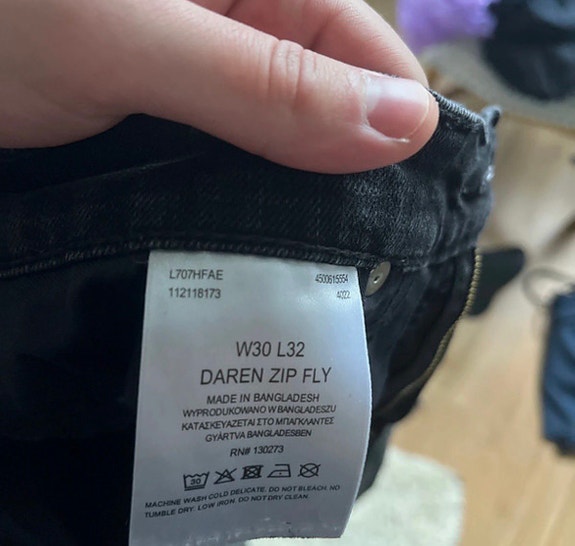 L707HFAE 4500615554
112118173 4022
W30 L32
DAREN ZIP FLY
MADE IN BANGLADESH
WYPRODUKOWANO W BANGLADESZU
ΚΑΤΑΣΚΕΥΑΖΕΤΑΙ ΣΤΟ ΜΠΑΓΚΛΑΝΤΕΣ
GYÁRTVA BANGLADESBEN
RN# 130273
30
MACHINE WASH COLD DELICATE. DO NOT BLEACH. NO
TUMBLE DRY. LOW IRON. DO NOT DRY CLEAN.